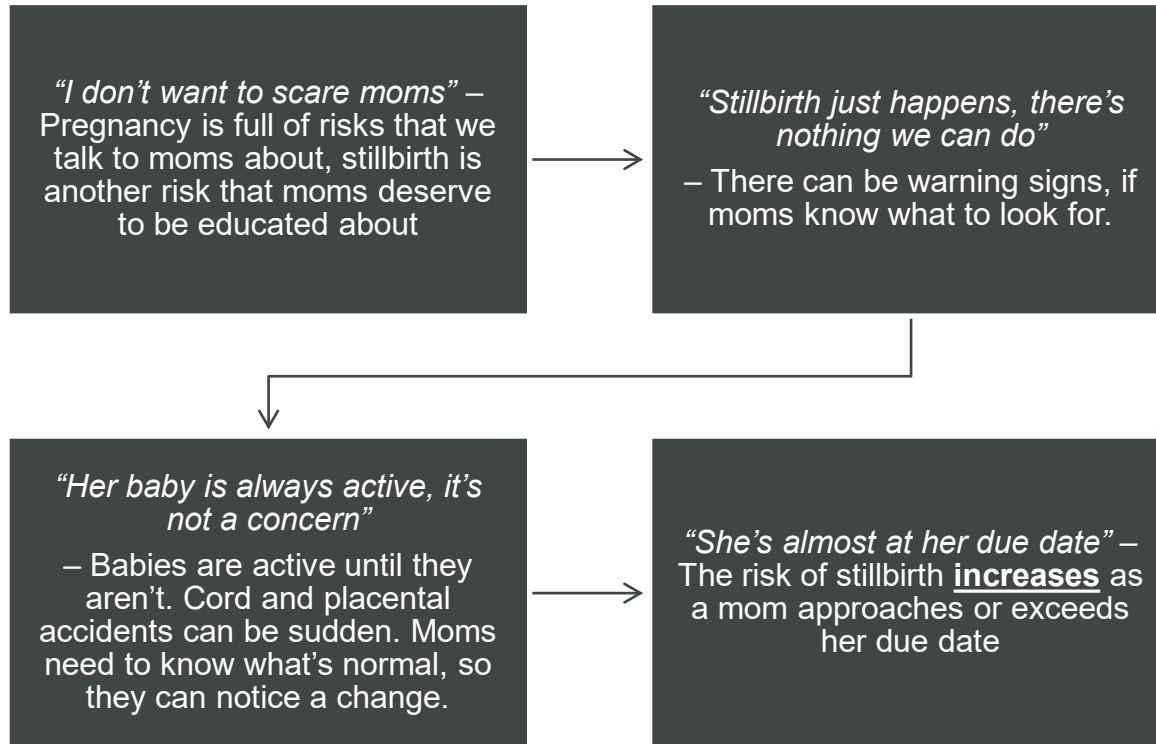 “I don’t want to scare moms” –
Pregnancy is full of risks that we
talk to moms about, stillbirth is
another risk that moms deserve
to be educated about
“Stillbirth just happens, there’s
nothing we can do”
– There can be warning signs, if
moms know what to look for.
“Her baby is always active, it’s
not a concern”
– Babies are active until they
aren’t. Cord and placental
accidents can be sudden. Moms
need to know what’s normal, so
they can notice a change.
“She’s almost at her due date” –
The risk of stillbirth increases as
a mom approaches or exceeds
her due date